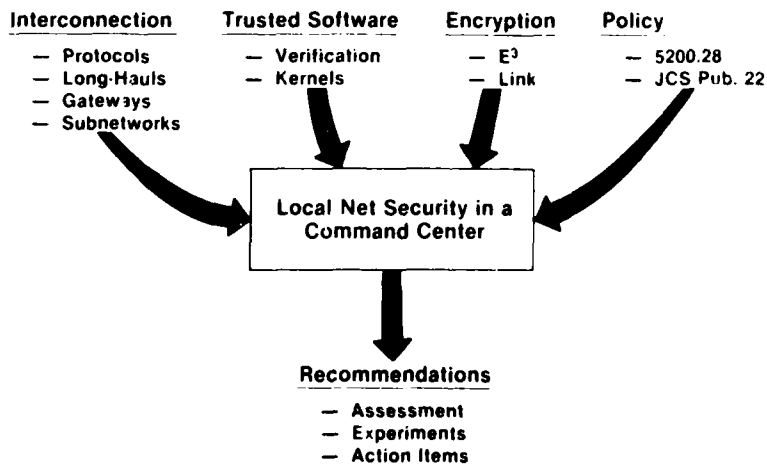 Interconnection
— Protocols
— Long-Hauls
— Gateways
— Subnetworks
Trusted Software
— Verification
— Kernels
Encryption
— E³
— Link
Policy
— 5200.28
— JCS Pub. 22
Local Net Security in a
Command Center
Recommendations
— Assessment
— Experiments
— Action Items